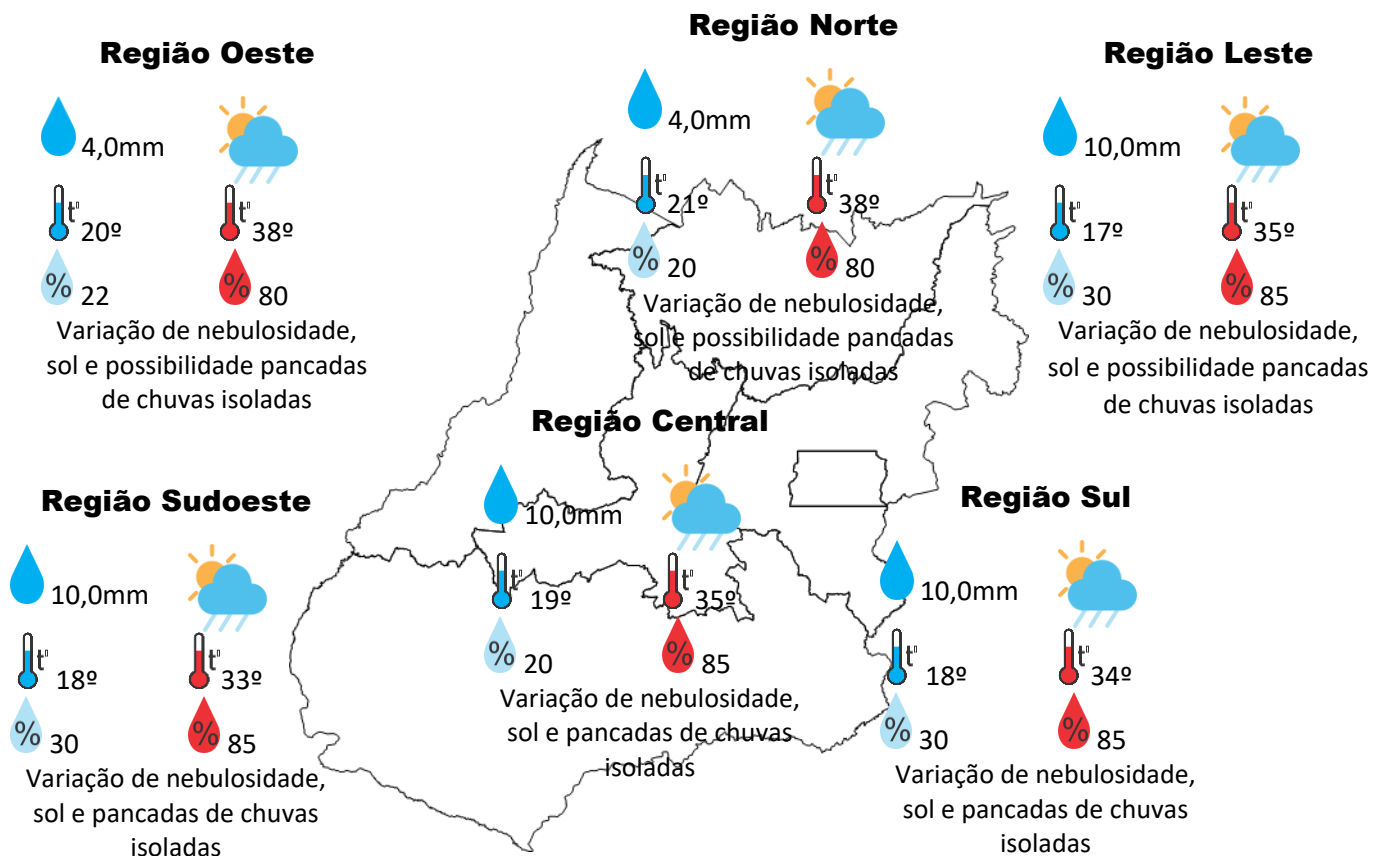 Região Oeste
4,0mm
t°
20º
t°
38º
%
22
%
80
Variação de nebulosidade,
sol e possibilidade pancadas
de chuvas isoladas
Região Norte
4,0mm
t°
21º
t°
38º
%
20
%
80
Variação de nebulosidade,
sol e possibilidade pancadas
de chuvas isoladas
Região Leste
10,0mm
t°
17º
t°
35º
%
30
%
85
Variação de nebulosidade,
sol e possibilidade pancadas
de chuvas isoladas
Região Sudoeste
10,0mm
t°
18º
t°
33º
%
30
%
85
Variação de nebulosidade,
sol e pancadas de chuvas
isoladas
Região Central
10,0mm
t°
19º
t°
35º
%
20
%
85
Variação de nebulosidade,
sol e pancadas de chuvas
isoladas
Região Sul
10,0mm
t°
18º
t°
34º
%
30
%
85
Variação de nebulosidade,
sol e pancadas de chuvas
isoladas